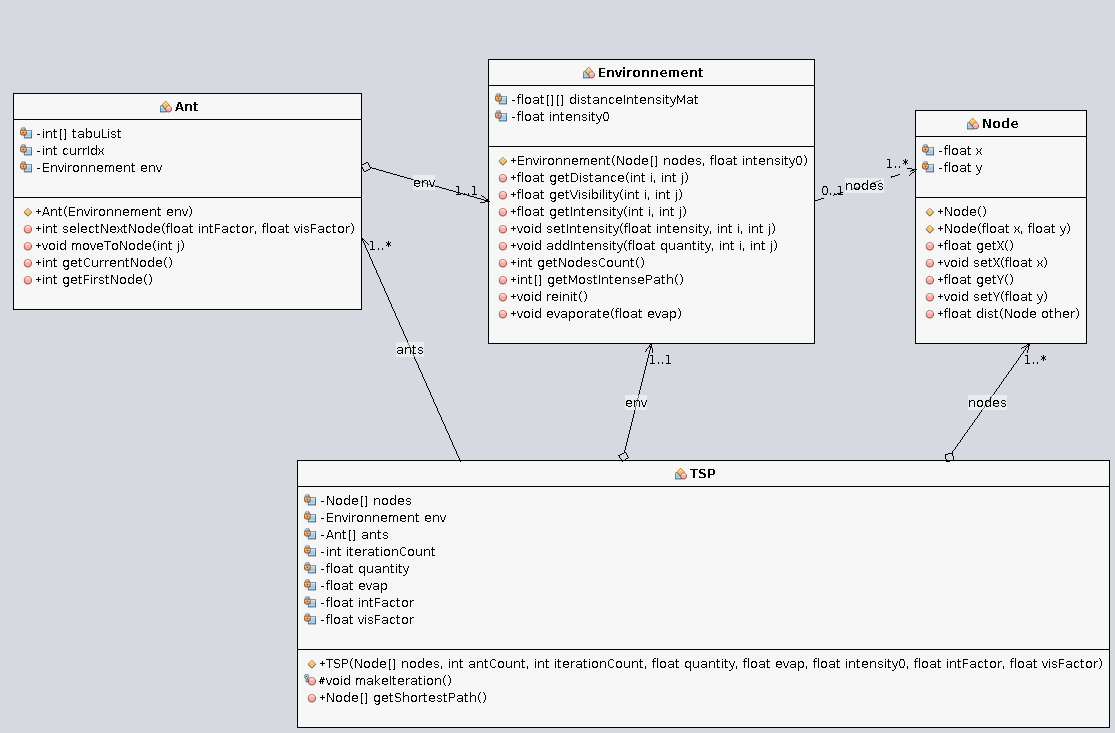 Ant
-int[] tabuList
-int currIdx
-Environnement env
+Ant(Environnement env)
+int selectNextNode(float intFactor, float visFactor)
+void moveToNode(int j)
+int getCurrentNode()
+int getFirstNode()
env
1..1
Environnement
-float[][] distanceIntensityMat
-float intensity0
+Environnement(Node[] nodes, float intensity0)
+float getDistance(int i, int j)
+float getVisibility(int i, int j)
+float getIntensity(int i, int j)
+void setIntensity(float intensity, int i, int j)
+void addIntensity(float quantity, int i, int j)
+int getNodesCount()
+int[] getMostIntensePath()
+void reinit()
+void evaporate(float evap)
0..1
nodes
1..*
Node
-float x
-float y
+Node()
+Node(float x, float y)
+float getX()
+void setX(float x)
+float getY()
+void setY(float y)
+float dist(Node other)
1..*
ants
1..1
env
1..*
nodes
TSP
-Node[] nodes
-Environnement env
-Ant[] ants
-int iterationCount
-float quantity
-float evap
-float intFactor
-float visFactor
+TSP(Node[] nodes, int antCount, int iterationCount, float quantity, float evap, float intensity0, float intFactor, float visFactor)
#void makeIteration()
+Node[] getShortestPath()